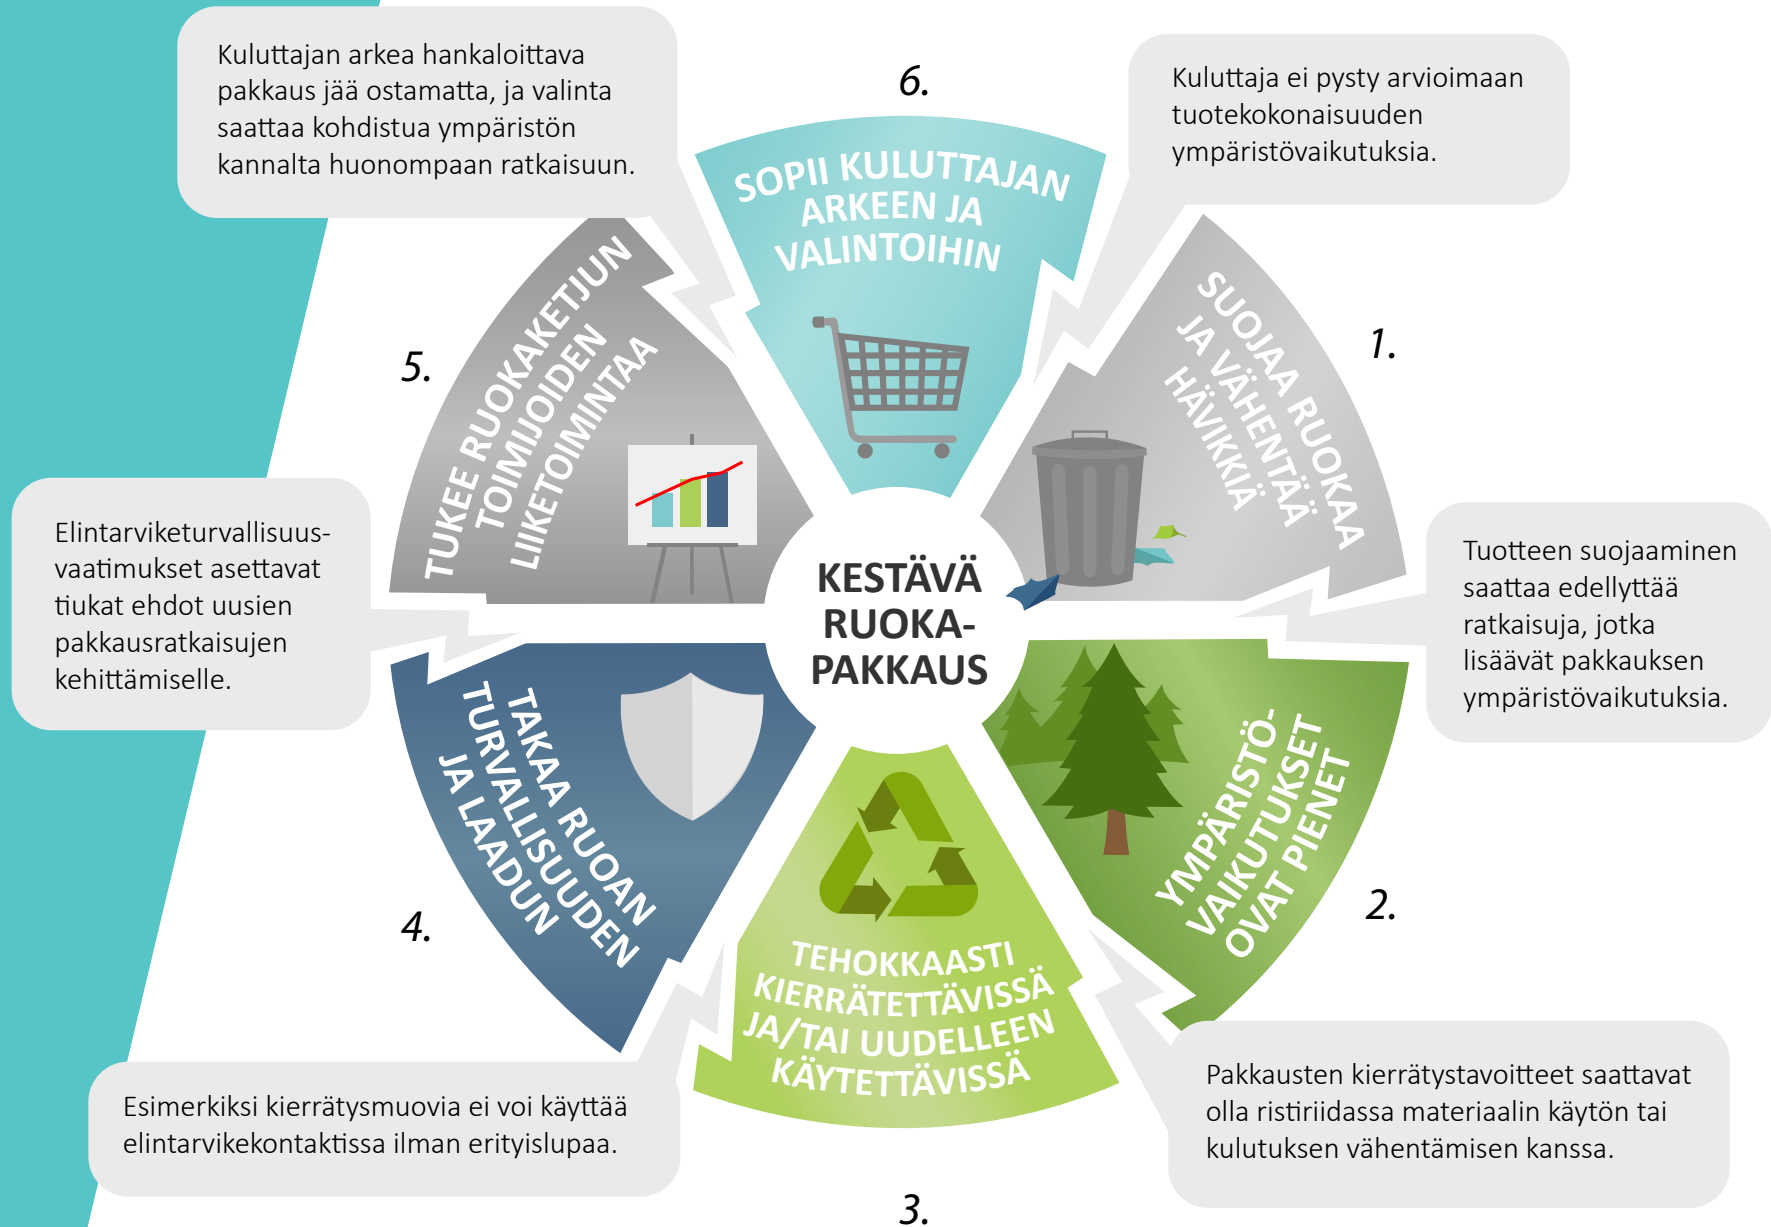 Kuluttajan arkea hankaloittava
pakkaus jää ostamatta, ja valinta
saattaa kohdistua ympäristön
kannalta huonompaan ratkaisuun.
6.
SOPII KULUTTAJAN
ARKEEN JA
VALINTOIHIN
Kuluttaja ei pysty arvioimaan
tuotekokonaisuuden
ympäristövaikutuksia.
1.
SUOJAA RUOKAA
JA VÄHENTÄÄ
HÄVIKKIÄ
Tuotteen suojaaminen
saattaa edellyttää
ratkaisuja, jotka
lisäävät pakkauksen
ympäristövaikutuksia.
2.
YMPÄRISTÖ-
VAIKUTUKSET
OVAT PIENET
Pakkausten kierrätystavoitteet saattavat
olla ristiriidassa materiaalin käytön tai
kulutuksen vähentämisen kanssa.
3.
TEHOKKAASTI
KIERRÄTETTÄVISSÄ
JA/TAI UUDELLEEN
KÄYTETTÄVISSÄ
Esimerkiksi kierrätysmuovia ei voi käyttää
elintarvikekontaktissa ilman erityislupaa.
4.
TAKAA RUOAN
TURVALLISUUDEN
JA LAADUN
Elintarviketurvallisuus-
vaatimukset asettavat
tiukat ehdot uusien
pakkausratkaisujen
kehittämiselle.
5.
TUKEE RUOKAKETJUN
TOIMIJOIDEN
LIIKETOIMINTAA
KESTÄVÄ
RUOKA-
PAKKAUS